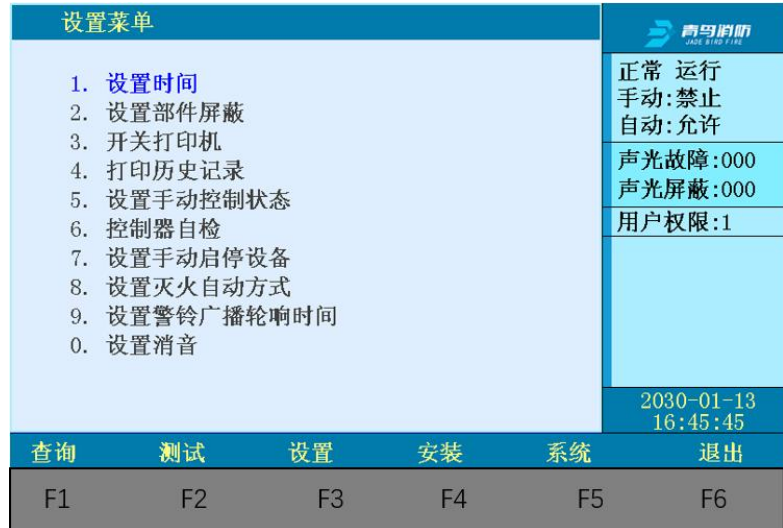 设置菜单
1. 设置时间
2. 设置部件屏蔽
3. 开关打印机
4. 打印历史记录
5. 设置手动控制状态
6. 控制器自检
7. 设置手动启停设备
8. 设置灭火自动方式
9. 设置警铃广播轮响时间
0. 设置消音
青鸟消防
JADE BIRD FIRE
正常 运行
手动:禁止
自动:允许
声光故障:000
声光屏蔽:000
用户权限:1
2030-01-13
16:45:45
查询 测试 设置 安装 系统 退出
F1 F2 F3 F4 F5 F6